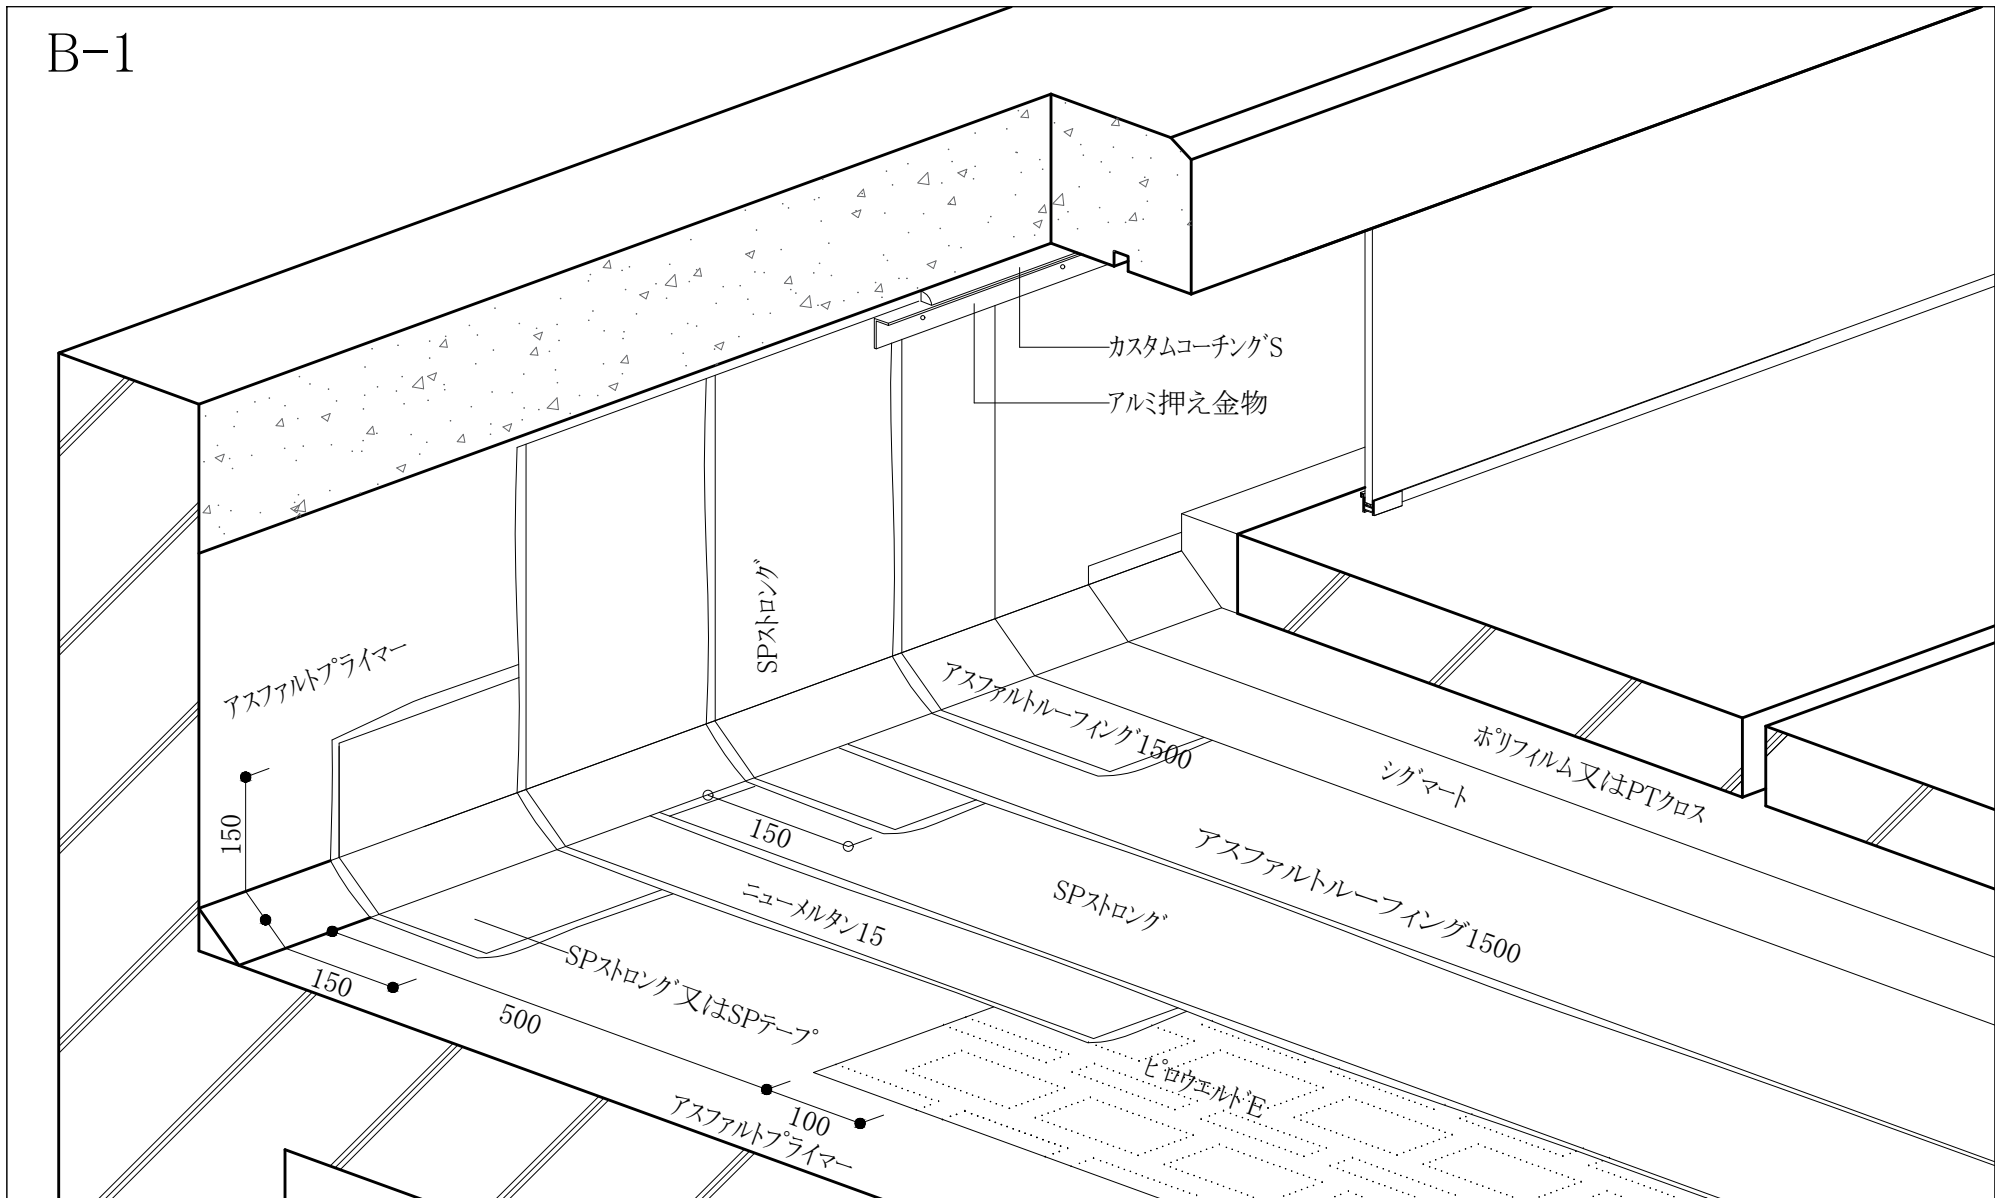 B-1
カスタムコーチングS
アルミ押え金物
SPストロング
アスファルトプライマー
アスファルトルーフィング1500
ポリフィルム又はPTクロス
シグマート
150
150
アスファルトルーフィング1500
SPストロング
ニューメルタン15
SPストロング又はSPテープ
150
500
ピロウエルドE
100
アスファルトプライマー